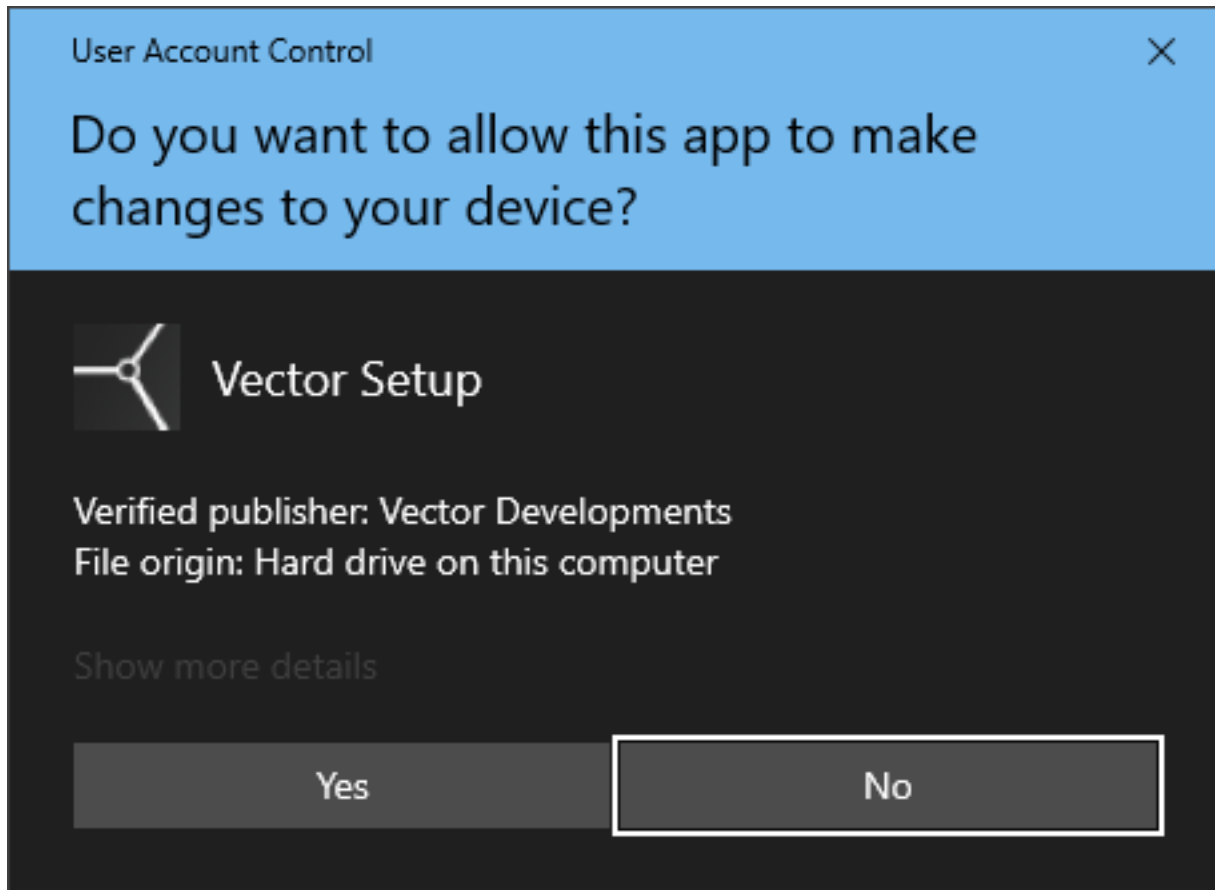 User Account Control
Do you want to allow this app to make
changes to your device?
Vector Setup
Verified publisher: Vector Developments
File origin: Hard drive on this computer
Show more details
Yes
No